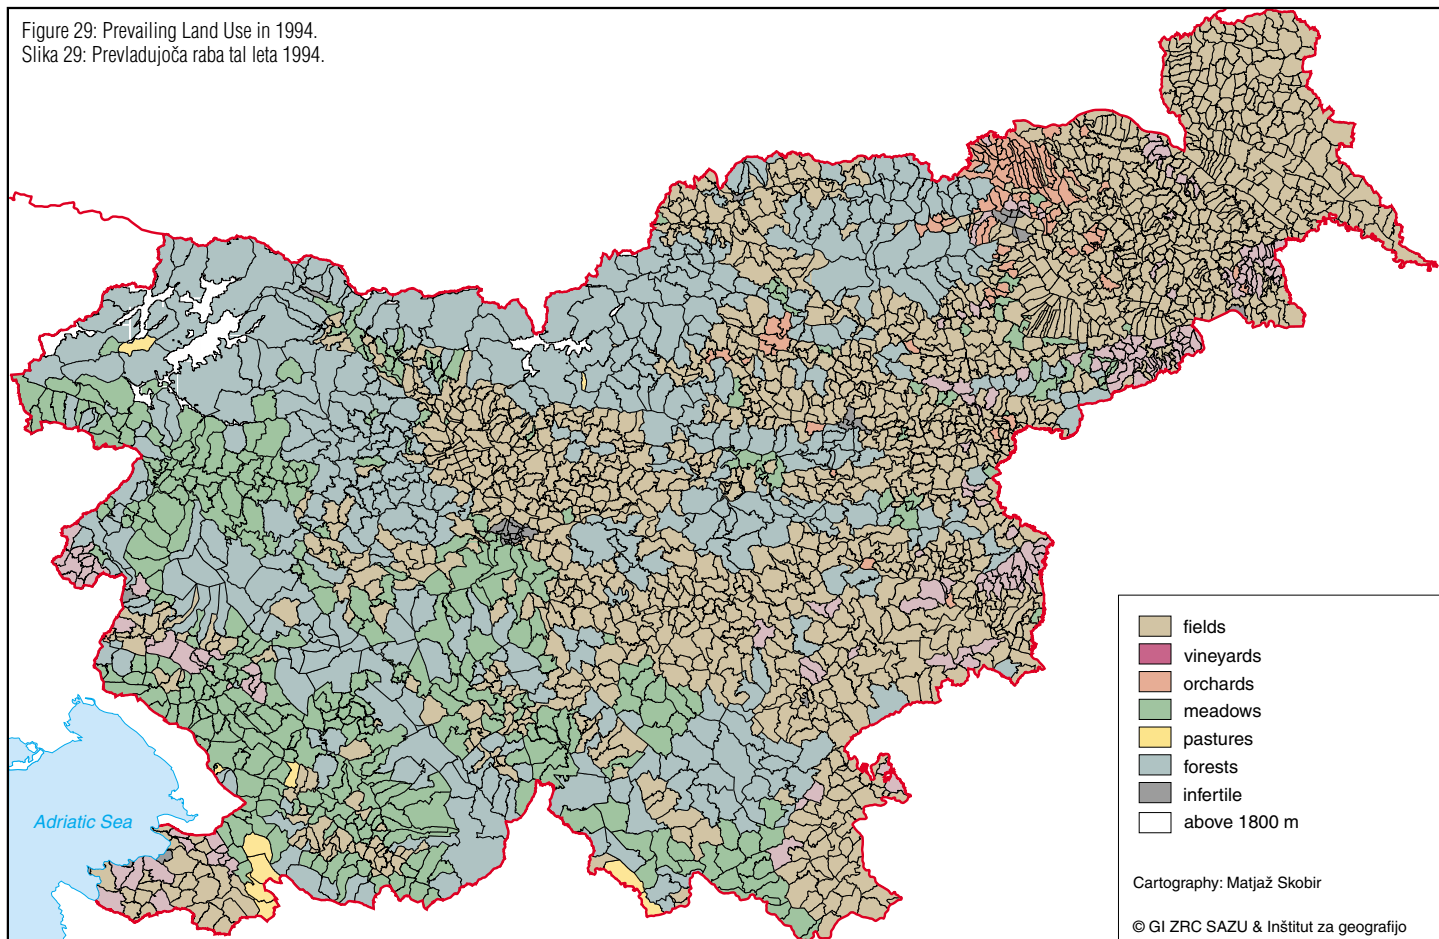 Figure 29: Prevailing Land Use in 1994.
Slika 29: Prevladujoča raba tal leta 1994.
Adriatic Sea
fields
vineyards
orchards
meadows
pastures
forests
infertile
above 1800 m
Cartography: Matjaž Skobir
© GI ZRC SAZU & Inštitut za geografijo